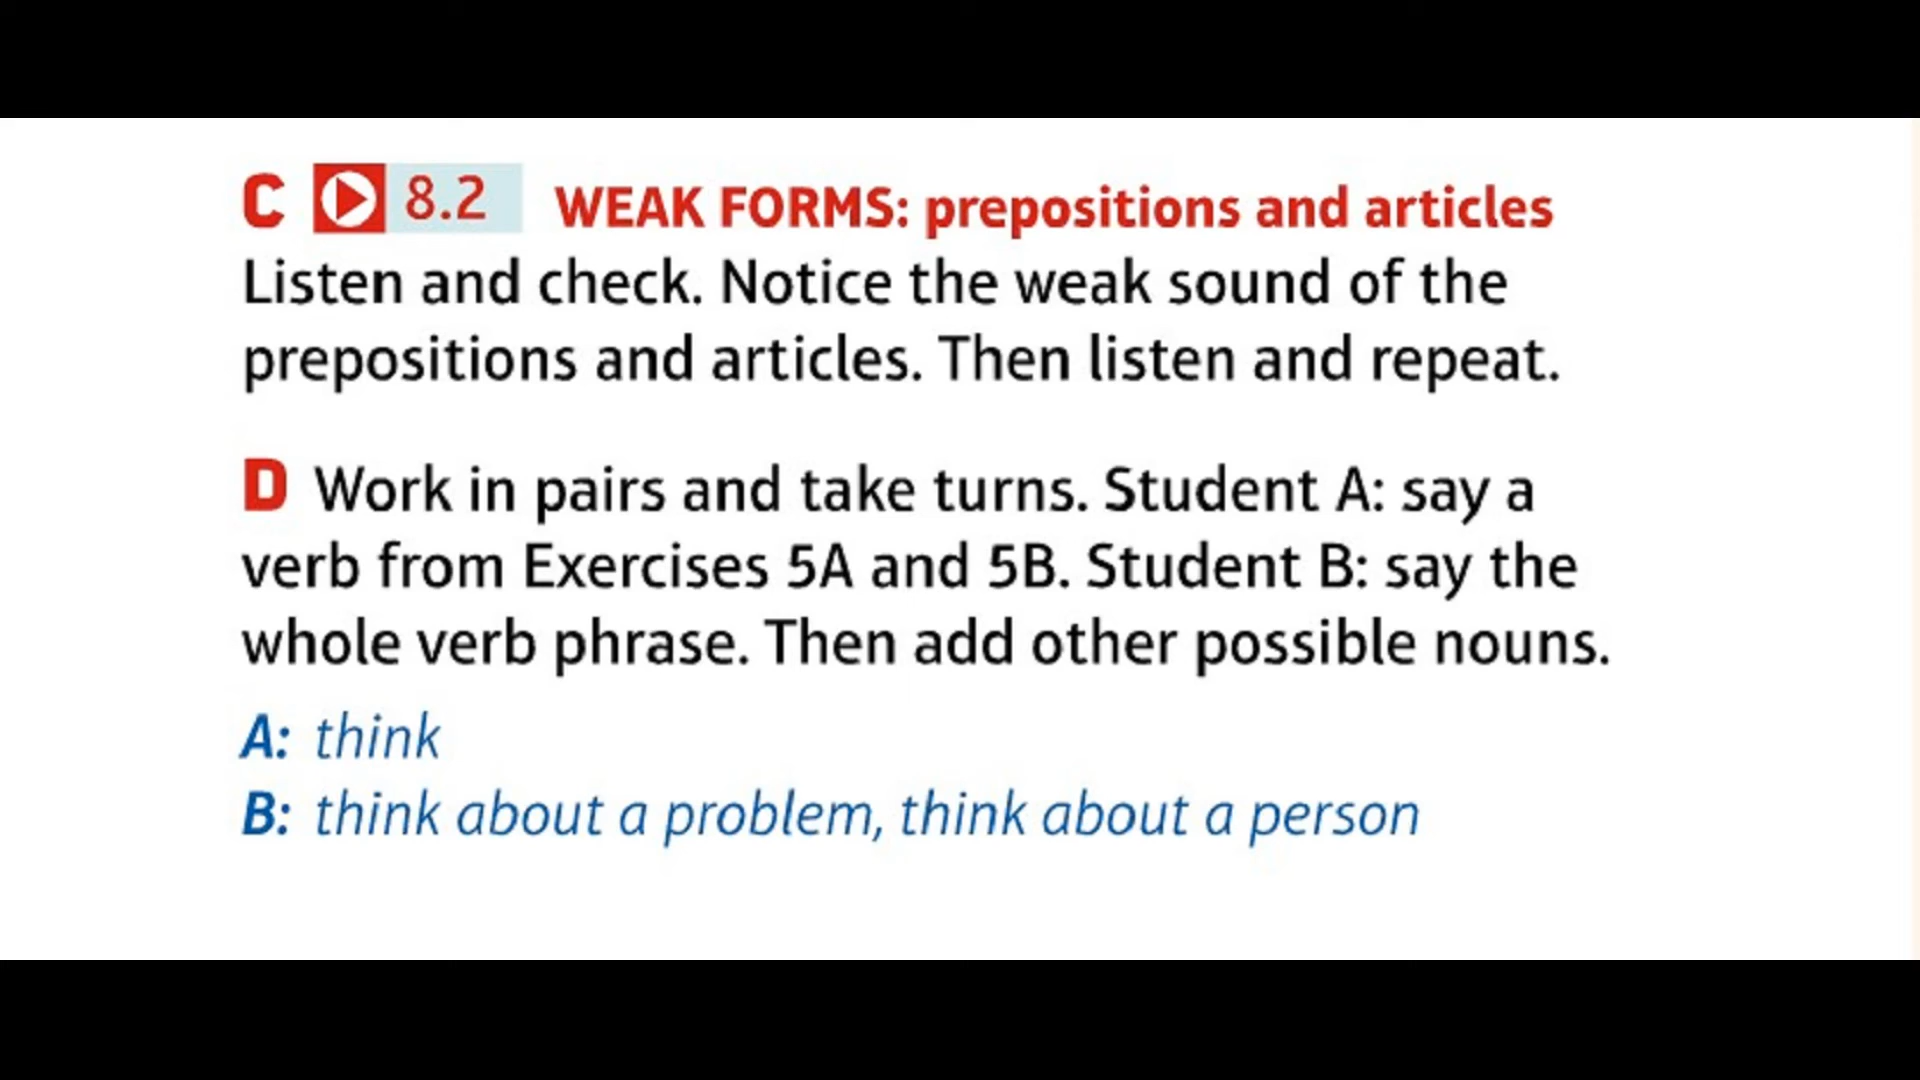 C 8.2 WEAK FORMS: prepositions and articles
Listen and check. Notice the weak sound of the
prepositions and articles. Then listen and repeat.
D Work in pairs and take turns. Student A: say a
verb from Exercises 5A and 5B. Student B: say the
whole verb phrase. Then add other possible nouns.
A: think
B: think about a problem, think about a person